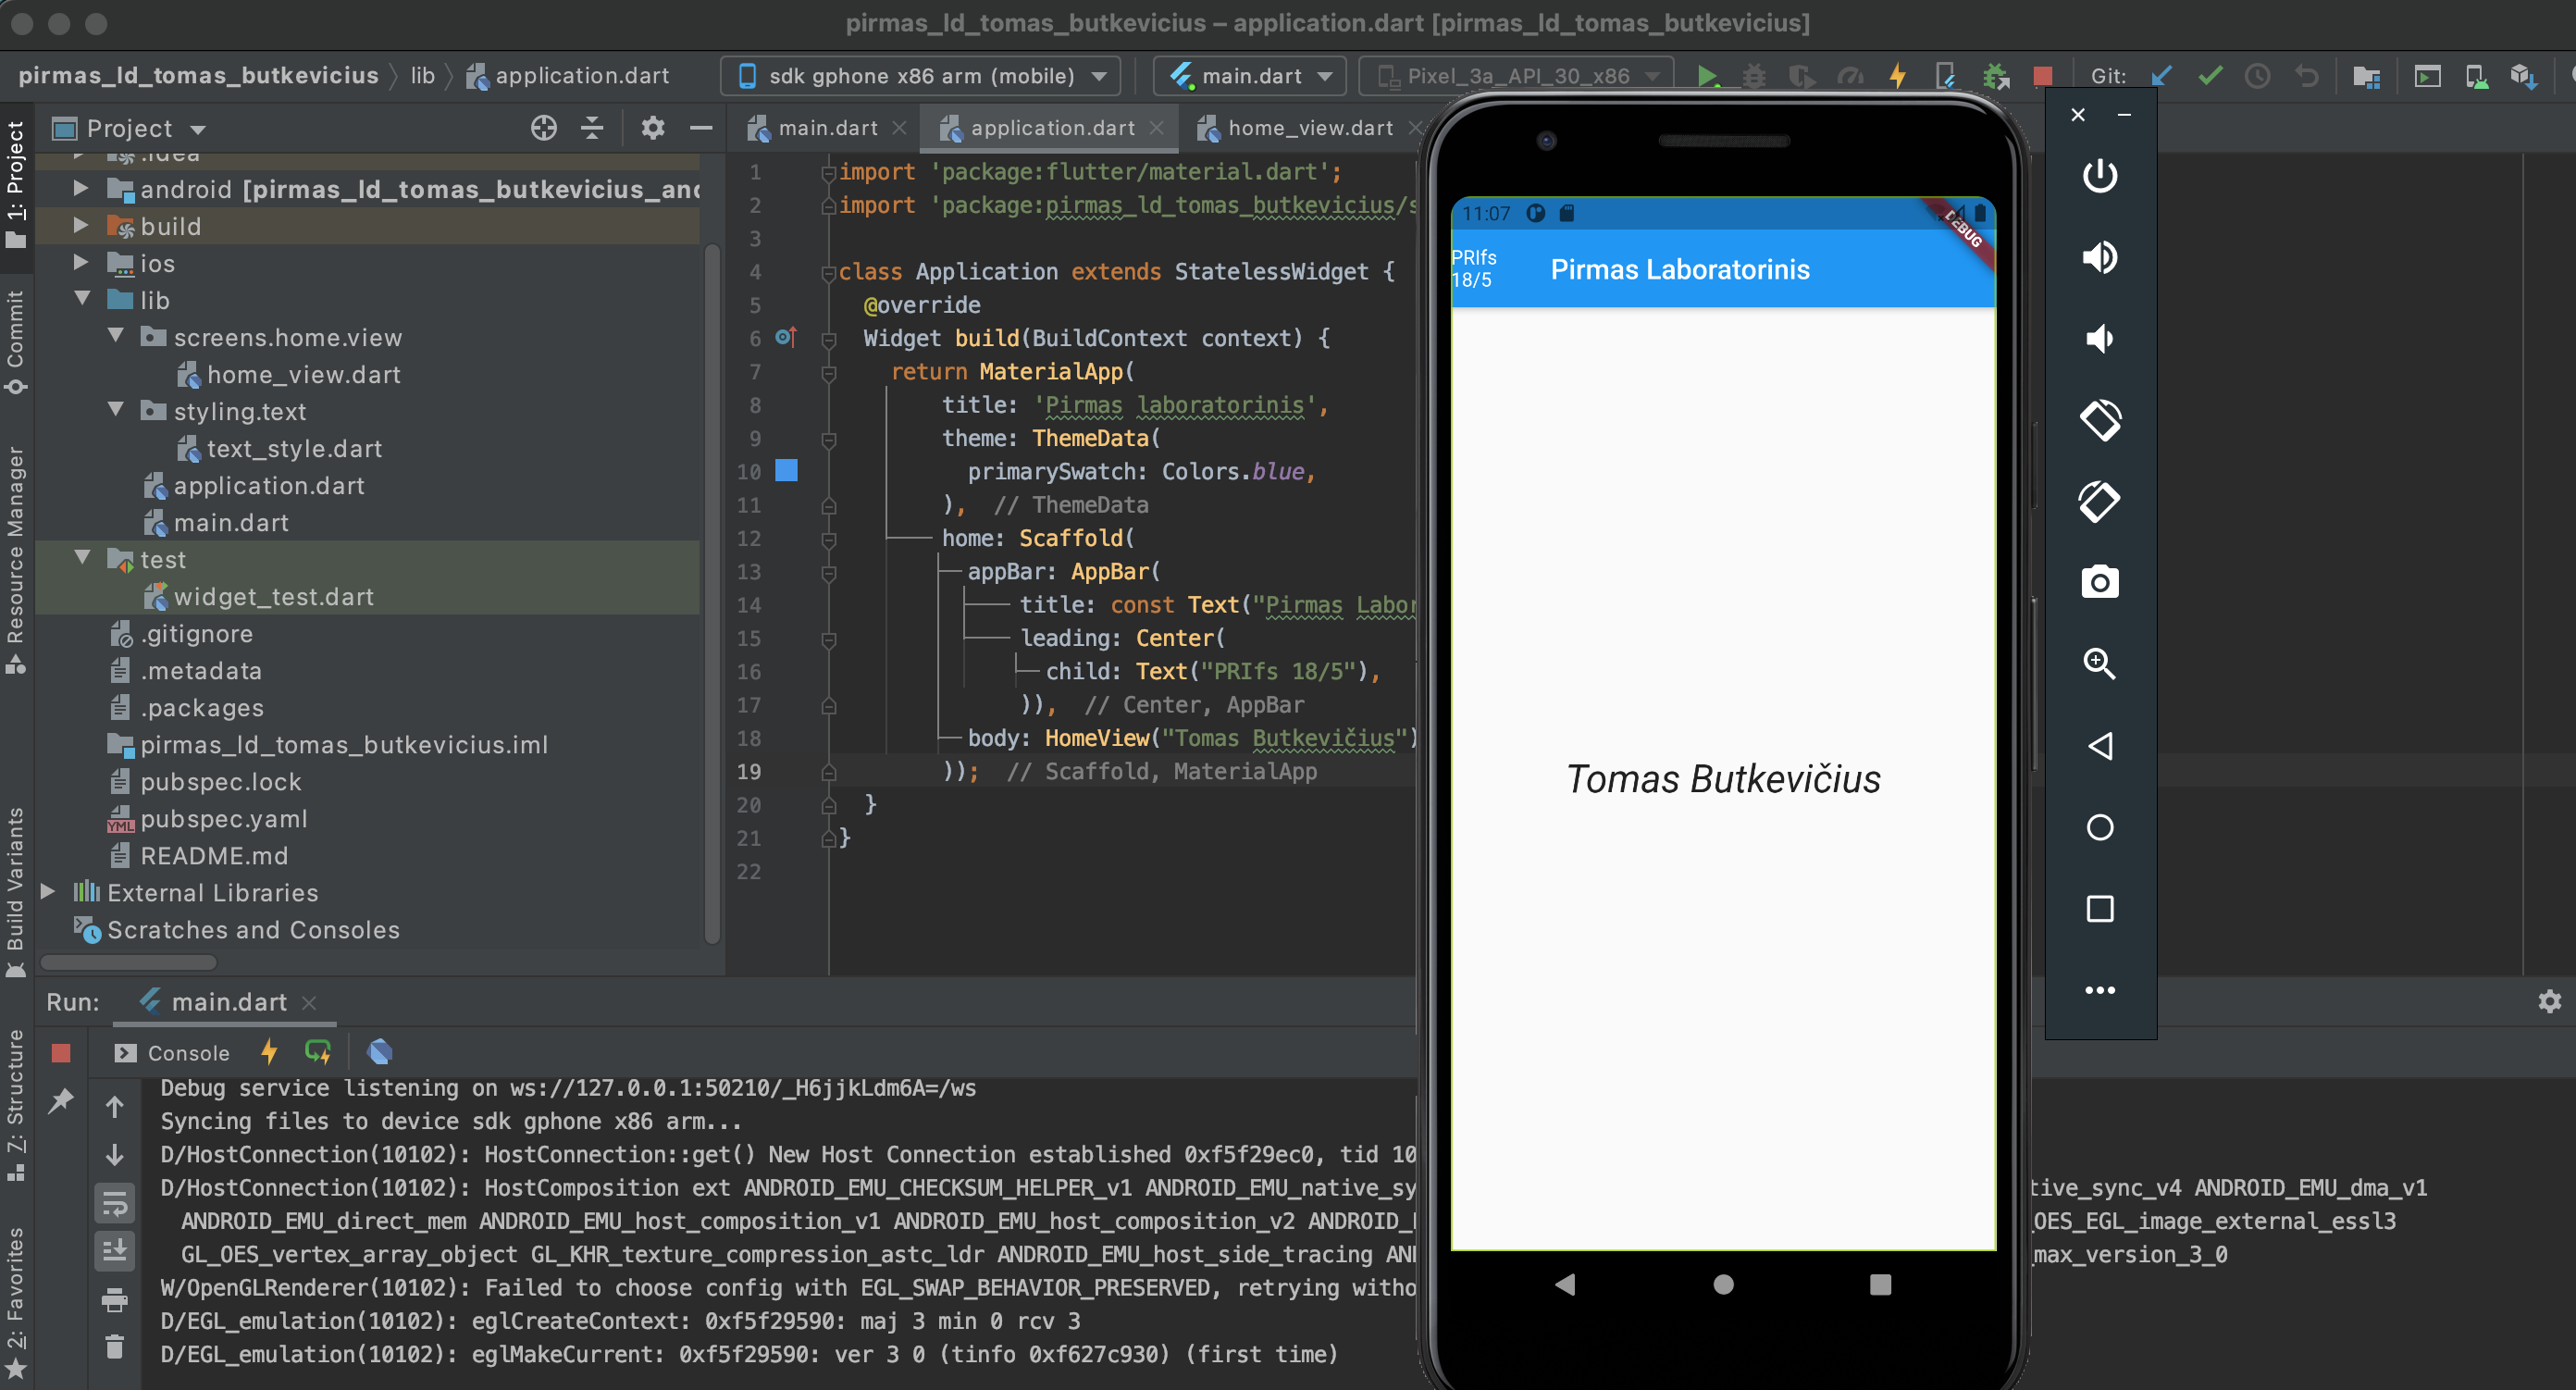 pirmas_ld_tomas_butkevicius – application.dart [pirmas_ld_tomas_butkevicius]
pirmas_ld_tomas_butkevicius lib application.dart
sdk gphone x86 arm (mobile)
main.dart
Pixel_3a_API_30_x86
Git:
1: Project
Commit
Resource Manager
Build Variants
7: Structure
2: Favorites
Project
.idea
android [pirmas_ld_tomas_butkevicius_and
build
ios
lib
screens.home.view
home_view.dart
styling.text
text_style.dart
application.dart
main.dart
test
widget_test.dart
.gitignore
.metadata
.packages
pirmas_ld_tomas_butkevicius.iml
pubspec.lock
pubspec.yaml
README.md
External Libraries
Scratches and Consoles
main.dart
application.dart
home_view.dart
1 import 'package:flutter/material.dart';
2 import 'package:pirmas_ld_tomas_butkevicius/s
3
4 class Application extends StatelessWidget {
5 @override
6 Widget build(BuildContext context) {
7 return MaterialApp(
8 title: 'Pirmas laboratorinis',
9 theme: ThemeData(
10 primarySwatch: Colors.blue,
11 ), // ThemeData
12 home: Scaffold(
13 appBar: AppBar(
14 title: const Text("Pirmas Labor
15 leading: Center(
16 child: Text("PRIfs 18/5"),
17 )), // Center, AppBar
18 body: HomeView("Tomas Butkevičius")
19 )); // Scaffold, MaterialApp
20 }
21 }
22
11:07
DEBUG
PRIfs
18/5
Pirmas Laboratorinis
Tomas Butkevičius
Run: main.dart
Console
Debug service listening on ws://127.0.0.1:50210/_H6jjkLdm6A=/ws
Syncing files to device sdk gphone x86 arm...
D/HostConnection(10102): HostConnection::get() New Host Connection established 0xf5f29ec0, tid 10
D/HostConnection(10102): HostComposition ext ANDROID_EMU_CHECKSUM_HELPER_v1 ANDROID_EMU_native_sy tive_sync_v4 ANDROID_EMU_dma_v1
ANDROID_EMU_direct_mem ANDROID_EMU_host_composition_v1 ANDROID_EMU_host_composition_v2 ANDROID_ _OES_EGL_image_external_essl3
GL_OES_vertex_array_object GL_KHR_texture_compression_astc_ldr ANDROID_EMU_host_side_tracing AN max_version_3_0
W/OpenGLRenderer(10102): Failed to choose config with EGL_SWAP_BEHAVIOR_PRESERVED, retrying witho
D/EGL_emulation(10102): eglCreateContext: 0xf5f29590: maj 3 min 0 rcv 3
D/EGL_emulation(10102): eglMakeCurrent: 0xf5f29590: ver 3 0 (tinfo 0xf627c930) (first time)